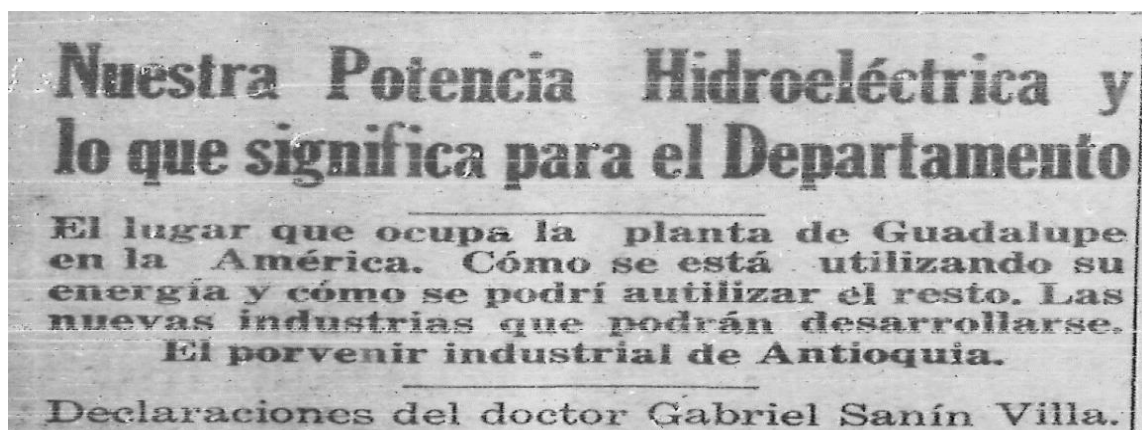 Nuestra Potencia Hidroeléctrica y
lo que significa para el Departamento
El lugar que ocupa la planta de Guadalupe
en la América. Cómo se está utilizando su
energía y cómo se podrí autilizar el resto. Las
nuevas industrias que podrán desarrollarse.
El porvenir industrial de Antioquia.
Declaraciones del doctor Gabriel Sanín Villa.